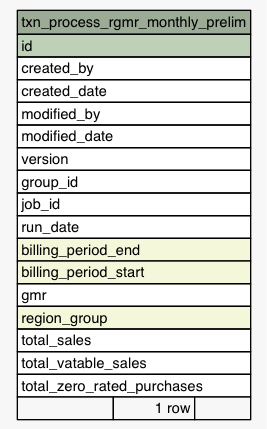 txn_process_rgmr_monthly_prelim
id
created_by
created_date
modified_by
modified_date
version
group_id
job_id
run_date
billing_period_end
billing_period_start
gmr
region_group
total_sales
total_vatable_sales
total_zero_rated_purchases
1 row